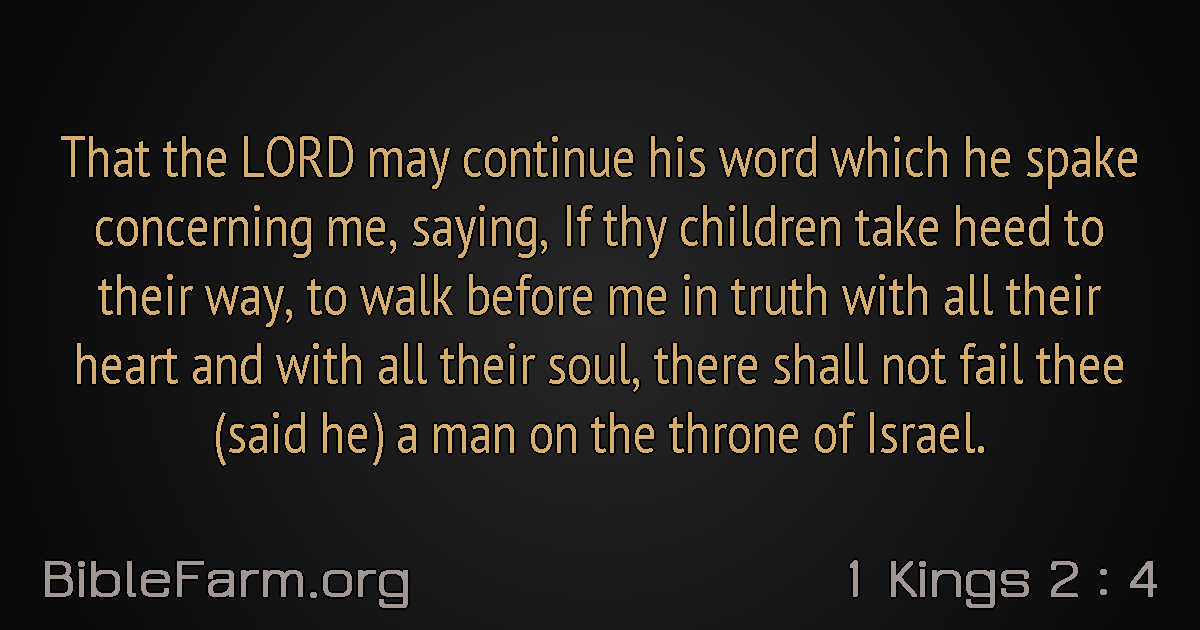 That the LORD may continue his word which he spake
concerning me, saying, If thy children take heed to
their way, to walk before me in truth with all their
heart and with all their soul, there shall not fail thee
(said he) a man on the throne of Israel.
BibleFarm.org
1 Kings 2 : 4